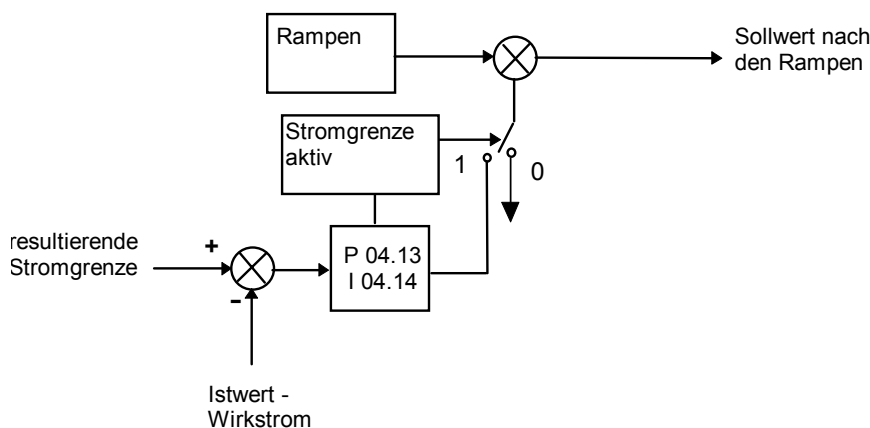 Rampen
Sollwert nach
den Rampen
Stromgrenze
aktiv
1
0
resultierende
Stromgrenze
+
-
P 04.13
I 04.14
Istwert -
Wirkstrom